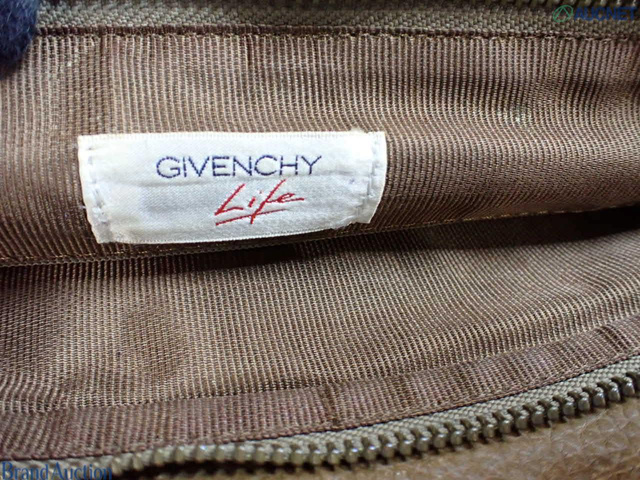 GIVENCHY
Life
Brand Auction